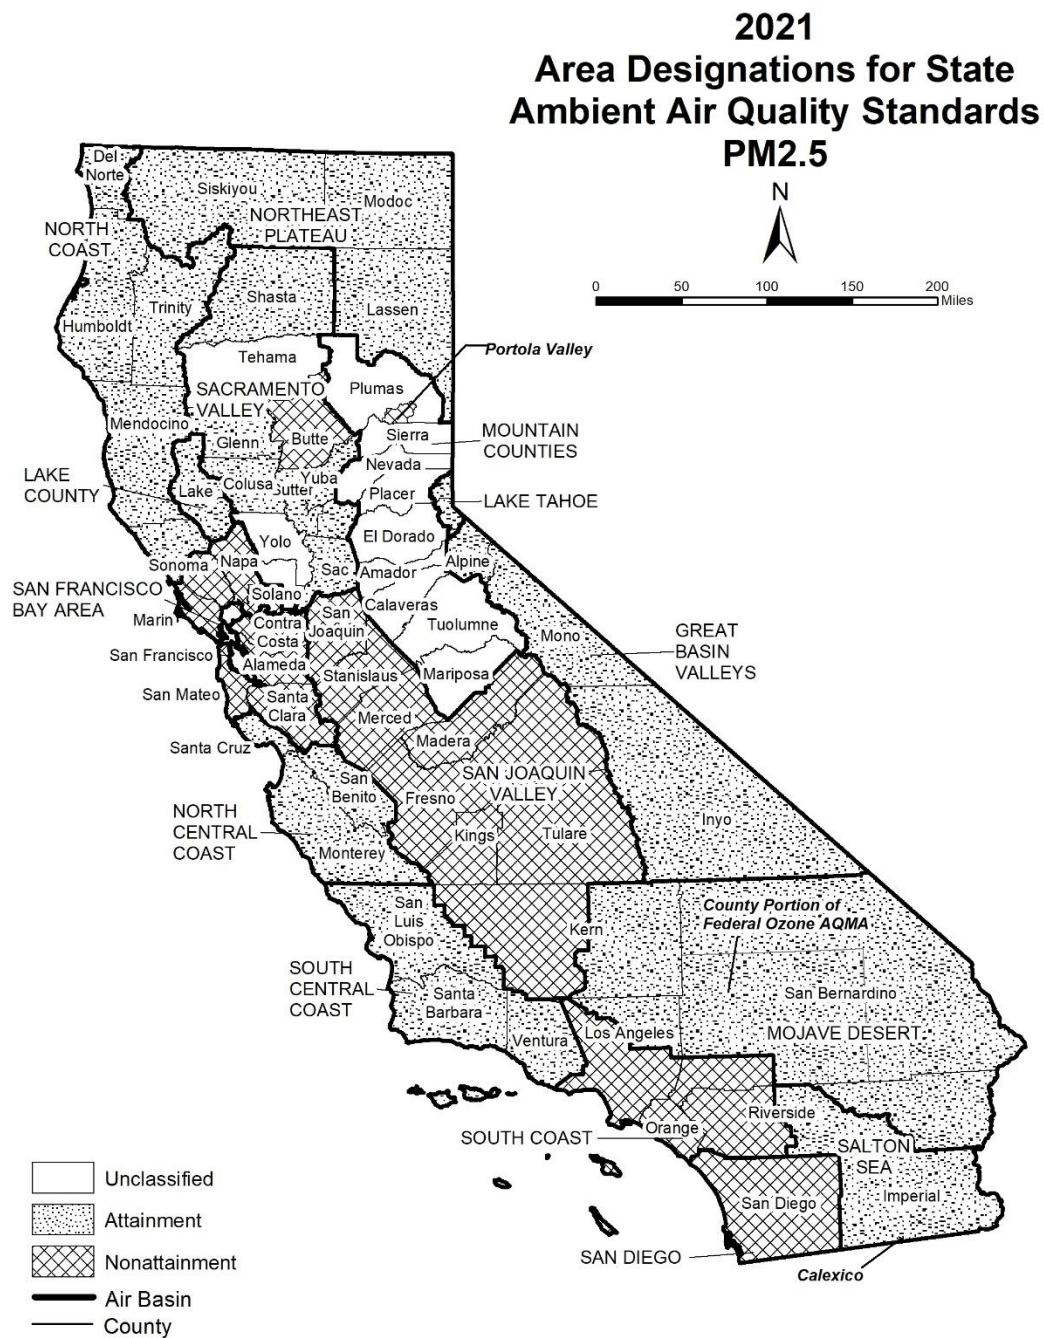 2021
Area Designations for State
Ambient Air Quality Standards
PM2.5
N
0 50 100 150 200
Miles
Del
Norte
Siskiyou
Modoc
NORTHEAST
PLATEAU
NORTH
COAST
Shasta
Trinity
Lassen
Humboldt
Portola Valley
Tehama
Plumas
SACRAMENTO
VALLEY
Mendocino
Butte
Glenn
Sierra
MOUNTAIN
COUNTIES
Nevada
LAKE
COUNTY
Lake
Colusa
Yuba
Sutter
Placer
LAKE TAHOE
El Dorado
Yolo
Sonoma
Napa
Sac
Amador
Alpine
SAN FRANCISCO
BAY AREA
Solano
Calaveras
Marin
Contra
Costa
San
Joaquin
Tuolumne
Mono
GREAT
BASIN
VALLEYS
San Francisco
Alameda
Stanislaus
Mariposa
San Mateo
Santa
Clara
Merced
Santa Cruz
Madera
San
Benito
SAN JOAQUIN
VALLEY
Fresno
NORTH
CENTRAL
COAST
Inyo
Kings
Tulare
Monterey
San
Luis
Obispo
County Portion of
Federal Ozone AQMA
Kern
SOUTH
CENTRAL
COAST
Santa
Barbara
San Bernardino
Ventura
Los Angeles
MOJAVE DESERT
Riverside
Orange
SOUTH COAST
SALTON
SEA
San Diego
Imperial
SAN DIEGO
Calexico
Unclassified
Attainment
Nonattainment
Air Basin
County